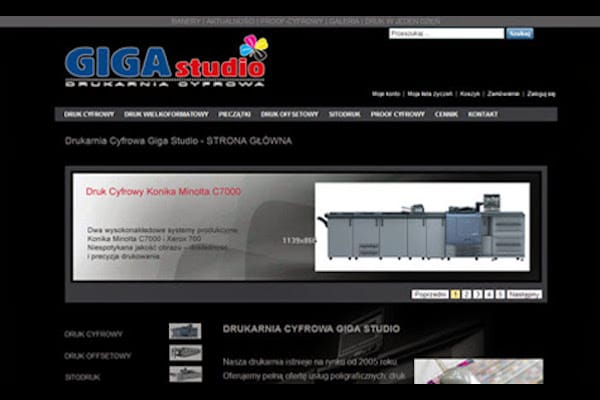 BANERY | AKTUALNOŚCI | PROOF CYFROWY | GALERIA | DRUK W JEDEN DZIEŃ
Przeszukaj ...
Szukaj
GIGA studio
DRUKARNIA CYFROWA
Moje konto | Moja lista życzeń | Koszyk | Zamówienie | Zaloguj się
DRUK CYFROWY DRUK WIELKOFORMATOWY PIECZĄTKI DRUK OFFSETOWY SITODRUK PROOF CYFROWY CENNIK KONTAKT
Drukarnia Cyfrowa Giga Studio - STRONA GŁÓWNA
Druk Cyfrowy Konika Minolta C7000
Dwa wysokonakładowe systemy produkcyjne
Konika Minolta C7000 i Xerox 700
Niespotykana jakość obrazu - dokładność
i precyzja drukowania
Poprzedni 1 2 3 4 5 Następny
DRUK CYFROWY
DRUK OFFSETOWY
SITODRUK
DRUKARNIA CYFROWA GIGA STUDIO
Nasza drukarnia istnieje na rynku od 2005 roku
Oferujemy pełną ofertę usług poligraficznych: druk